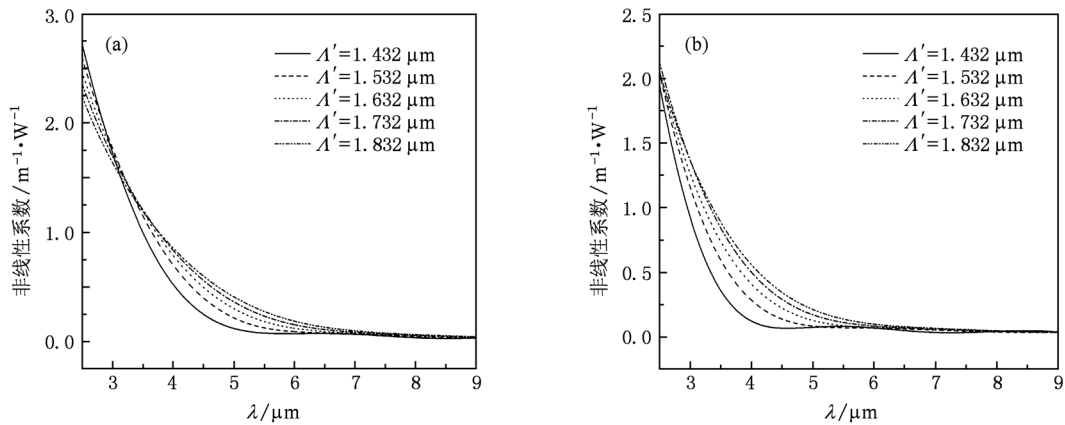 (a)
3.0
2.0
1.0
0.0
非线性系数/m⁻¹•W⁻¹
Λ′=1.432 μm
Λ′=1.532 μm
Λ′=1.632 μm
Λ′=1.732 μm
Λ′=1.832 μm
3 4 5 6 7 8 9
λ/μm
(b)
2.5
2.0
1.5
1.0
0.5
0.0
非线性系数/m⁻¹•W⁻¹
Λ′=1.432 μm
Λ′=1.532 μm
Λ′=1.632 μm
Λ′=1.732 μm
Λ′=1.832 μm
3 4 5 6 7 8 9
λ/μm